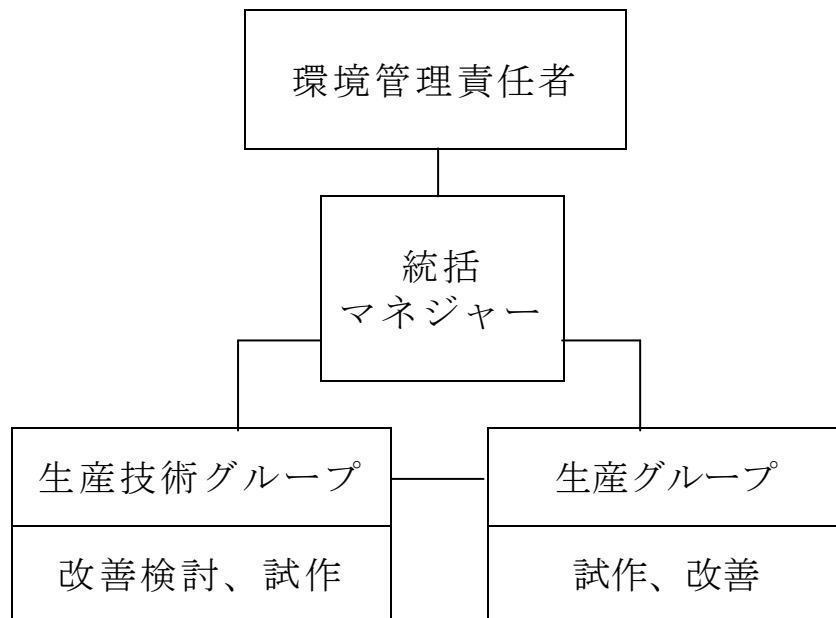 環境管理責任者
統括
マネジャー
生産技術グループ
改善検討、試作
生産グループ
試作、改善